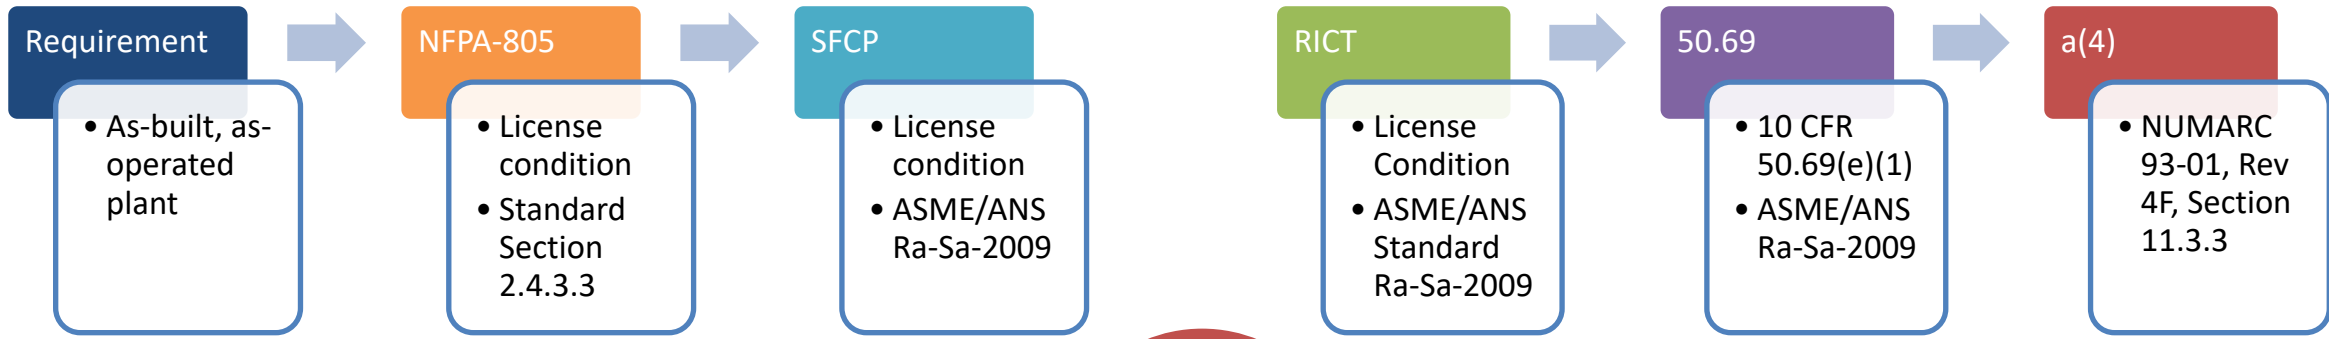 Requirement
• As-built, as-
operated
plant
NFPA-805
• License
condition
• Standard
Section
2.4.3.3
SFCP
• License
condition
• ASME/ANS
Ra-Sa-2009
RICT
• License
Condition
• ASME/ANS
Standard
Ra-Sa-2009
50.69
• 10 CFR
50.69(e)(1)
• ASME/ANS
Ra-Sa-2009
a(4)
• NUMARC
93-01, Rev
4F, Section
11.3.3